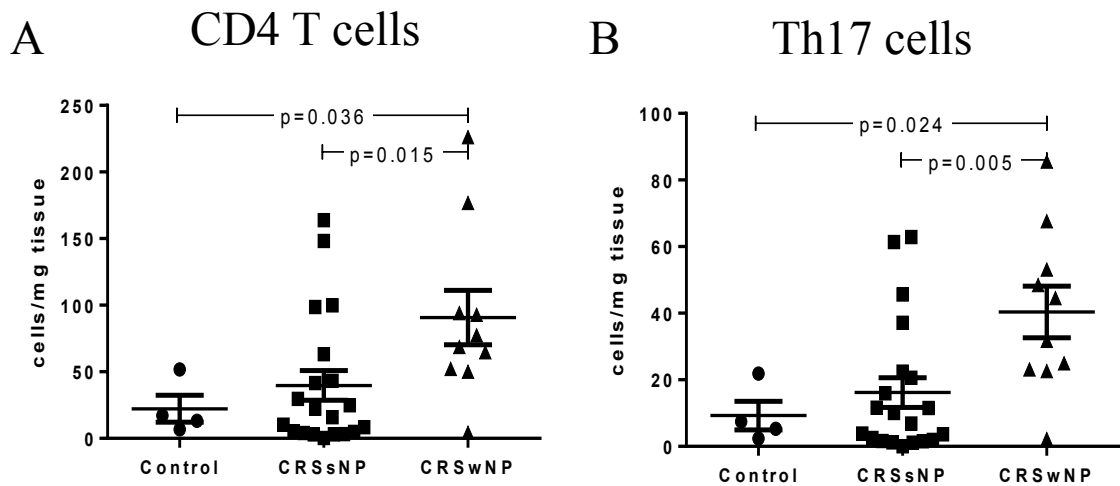 A
CD4 T cells
cells/mg tissue
250
200
150
100
50
0
p=0.036
p=0.015
Control
CRSsNP
CRSwNP
B
Th17 cells
cells/mg tissue
100
80
60
40
20
0
p=0.024
p=0.005
Control
CRSsNP
CRSwNP